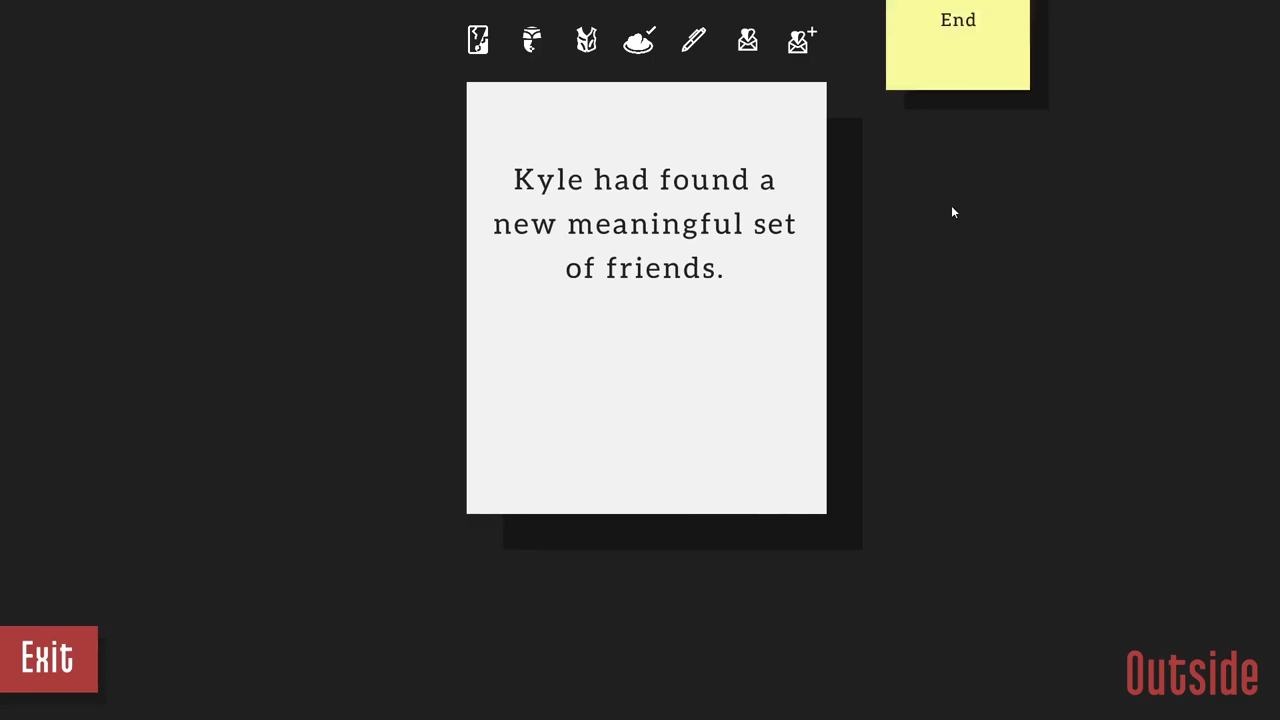 End
Kyle had found a
new meaningful set
of friends.
Exit
Outside